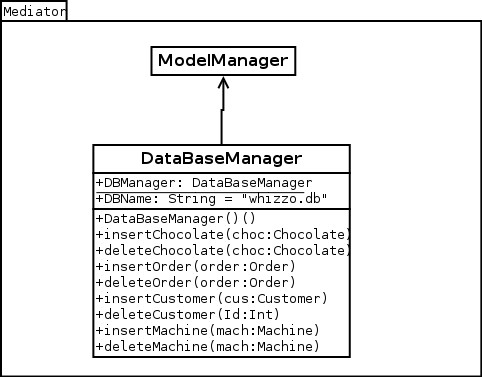 Mediator
ModelManager
DataBaseManager
+DBManager: DataBaseManager
+DBName: String = "whizzo.db"
+DataBaseManager()()
+insertChocolate(choc:Chocolate)
+deleteChocolate(choc:Chocolate)
+insertOrder(order:Order)
+deleteOrder(order:Order)
+insertCustomer(cus:Customer)
+deleteCustomer(Id:Int)
+insertMachine(mach:Machine)
+deleteMachine(mach:Machine)